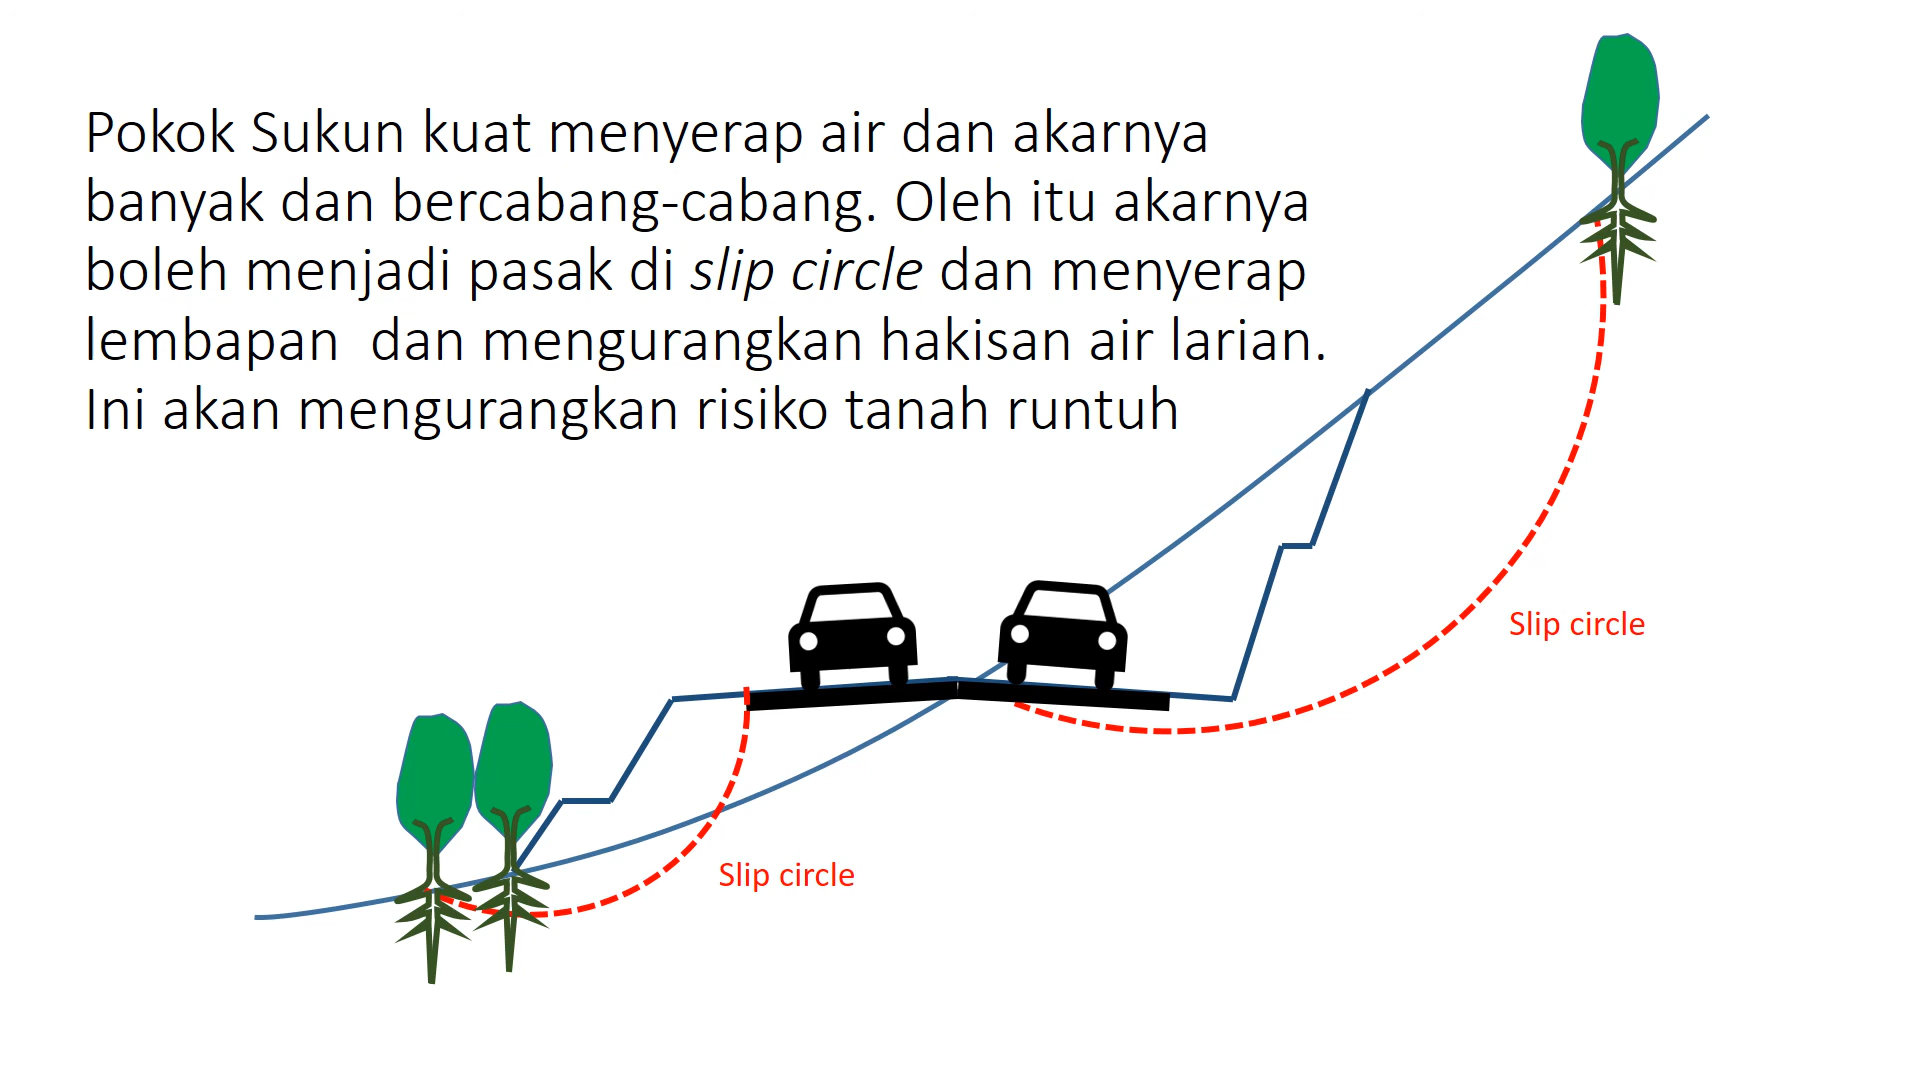 Pokok Sukun kuat menyerap air dan akarnya
banyak dan bercabang-cabang. Oleh itu akarnya
boleh menjadi pasak di slip circle dan menyerap
lembapan  dan mengurangkan hakisan air larian.
Ini akan mengurangkan risiko tanah runtuh
Slip circle
Slip circle